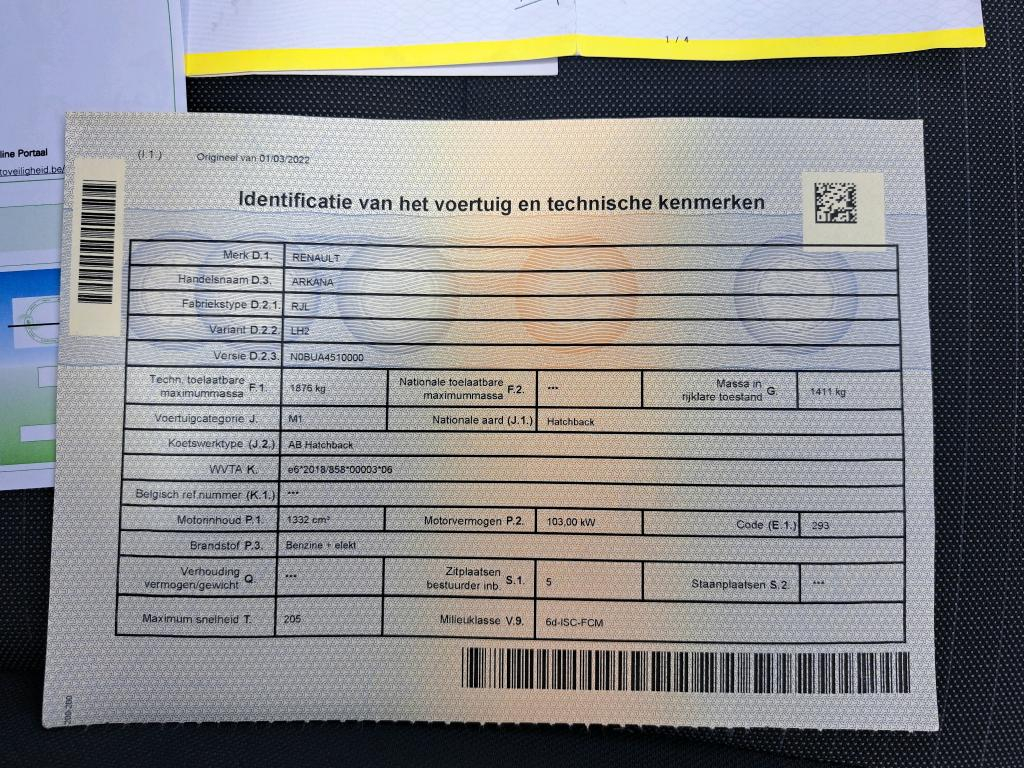 1 / 4
line Portaal
toveiligheid.be/
(I.1.) Origineel van 01/03/2022
Identificatie van het voertuig en technische kenmerken
Merk D.1. RENAULT
Handelsnaam D.3. ARKANA
Fabriekstype D.2.1. RJL
Variant D.2.2. LH2
Versie D.2.3. N0BUA4510000
Techn. toelaatbare maximummassa F.1. 1876 kg Nationale toelaatbare maximummassa F.2. *** Massa in rijklare toestand G. 1411 kg
Voertuigcategorie J. M1 Nationale aard (J.1.) Hatchback
Koetswerktype (J.2.) AB Hatchback
WVTA K. e6*2018/858*00003*06
Belgisch ref.nummer (K.1.) ***
Motorinhoud P.1. 1332 cm³ Motorvermogen P.2. 103,00 kW Code (E.1.) 293
Brandstof P.3. Benzine + elekt
Verhouding vermogen/gewicht Q. *** Zitplaatsen bestuurder inb. S.1. 5 Staanplaatsen S.2. ***
Maximum snelheid T. 205 Milieuklasse V.9. 6d-ISC-FCM